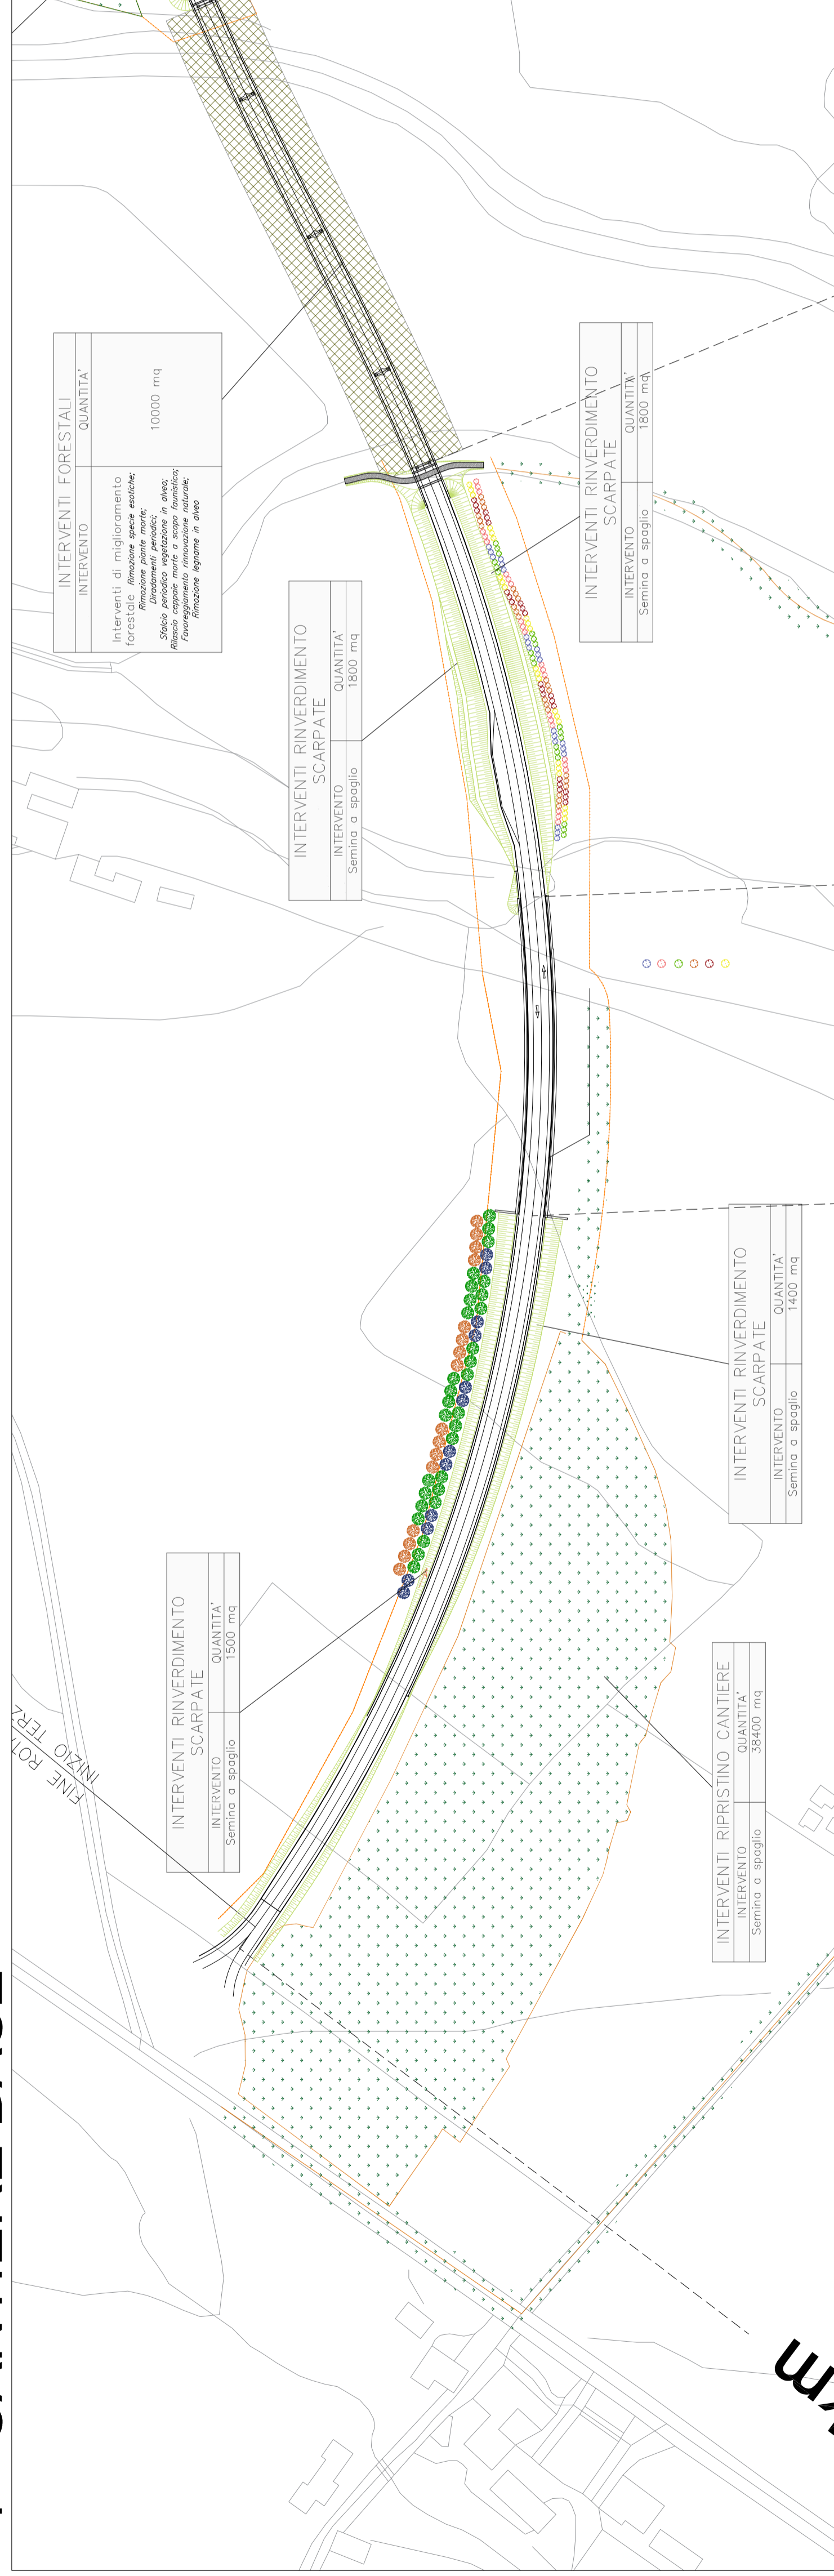 INTERVENTI FORESTALI
INTERVENTO QUANTITA'
Interventi di miglioramento
forestale Rimozione specie esotiche;
Rimozione piante morte;
Diradamenti periodici;
Sfalcio periodico vegetazione in alveo;
Rilascio ceppaie morte a scopo faunistico;
Favoreggiamento rinnovazione naturale;
Rimozione legname in alveo
10000 mq
INTERVENTI RINVERDIMENTO
SCARPATE
INTERVENTO QUANTITA'
Semina a spaglio 1800 mq
INTERVENTI RINVERDIMENTO
SCARPATE
INTERVENTO QUANTITA'
Semina a spaglio 1800 mq
INTERVENTI RINVERDIMENTO
SCARPATE
INTERVENTO QUANTITA'
Semina a spaglio 1500 mq
INTERVENTI RINVERDIMENTO
SCARPATE
INTERVENTO QUANTITA'
Semina a spaglio 1400 mq
INTERVENTI RIPRISTINO CANTIERE
INTERVENTO QUANTITA'
Semina a spaglio 38400 mq
FINE ROT
INIZIO TERZ